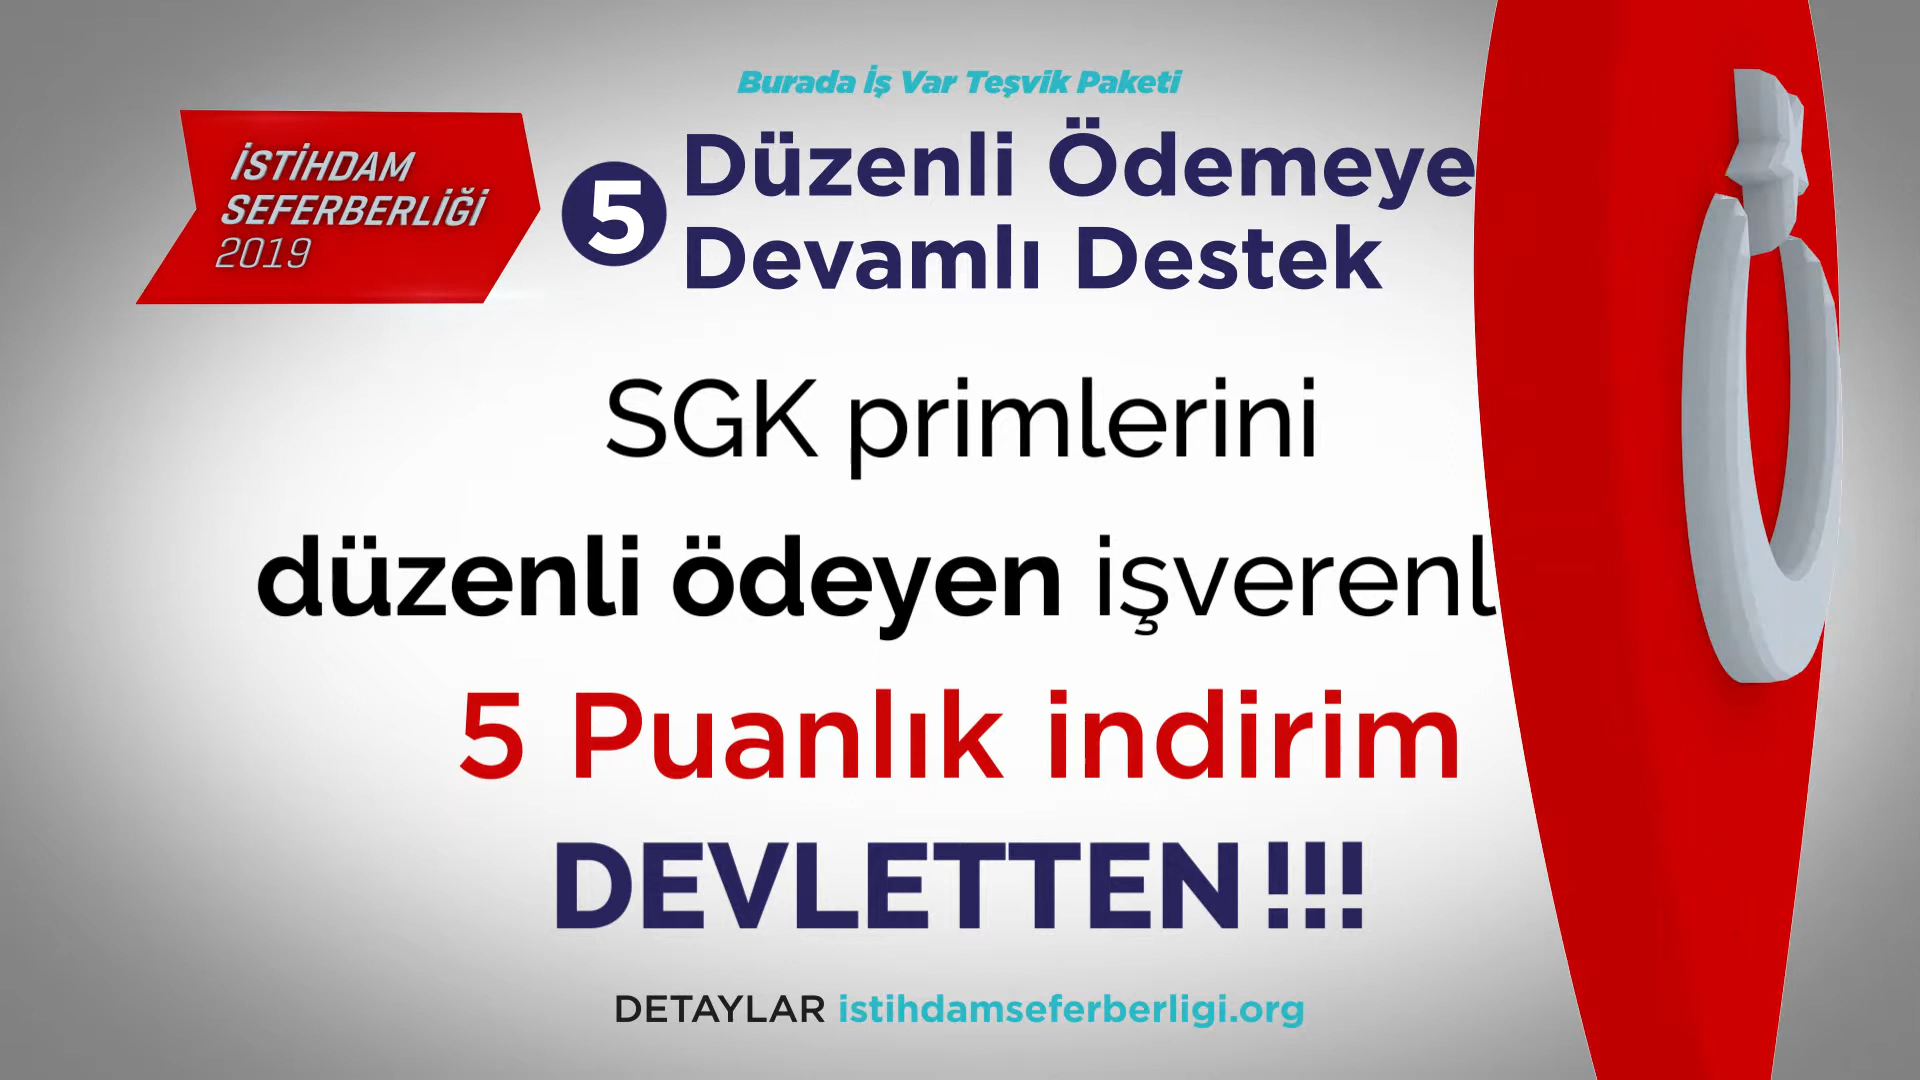 Burada İş Var Teşvik Paketi
İSTİHDAM
SEFERBERLİĞİ
2019
5
Düzenli Ödemeye
Devamlı Destek
SGK primlerini
düzenli ödeyen işverenl
5 Puanlık indirim
DEVLETTEN !!!
DETAYLAR istihdamseferberligi.org